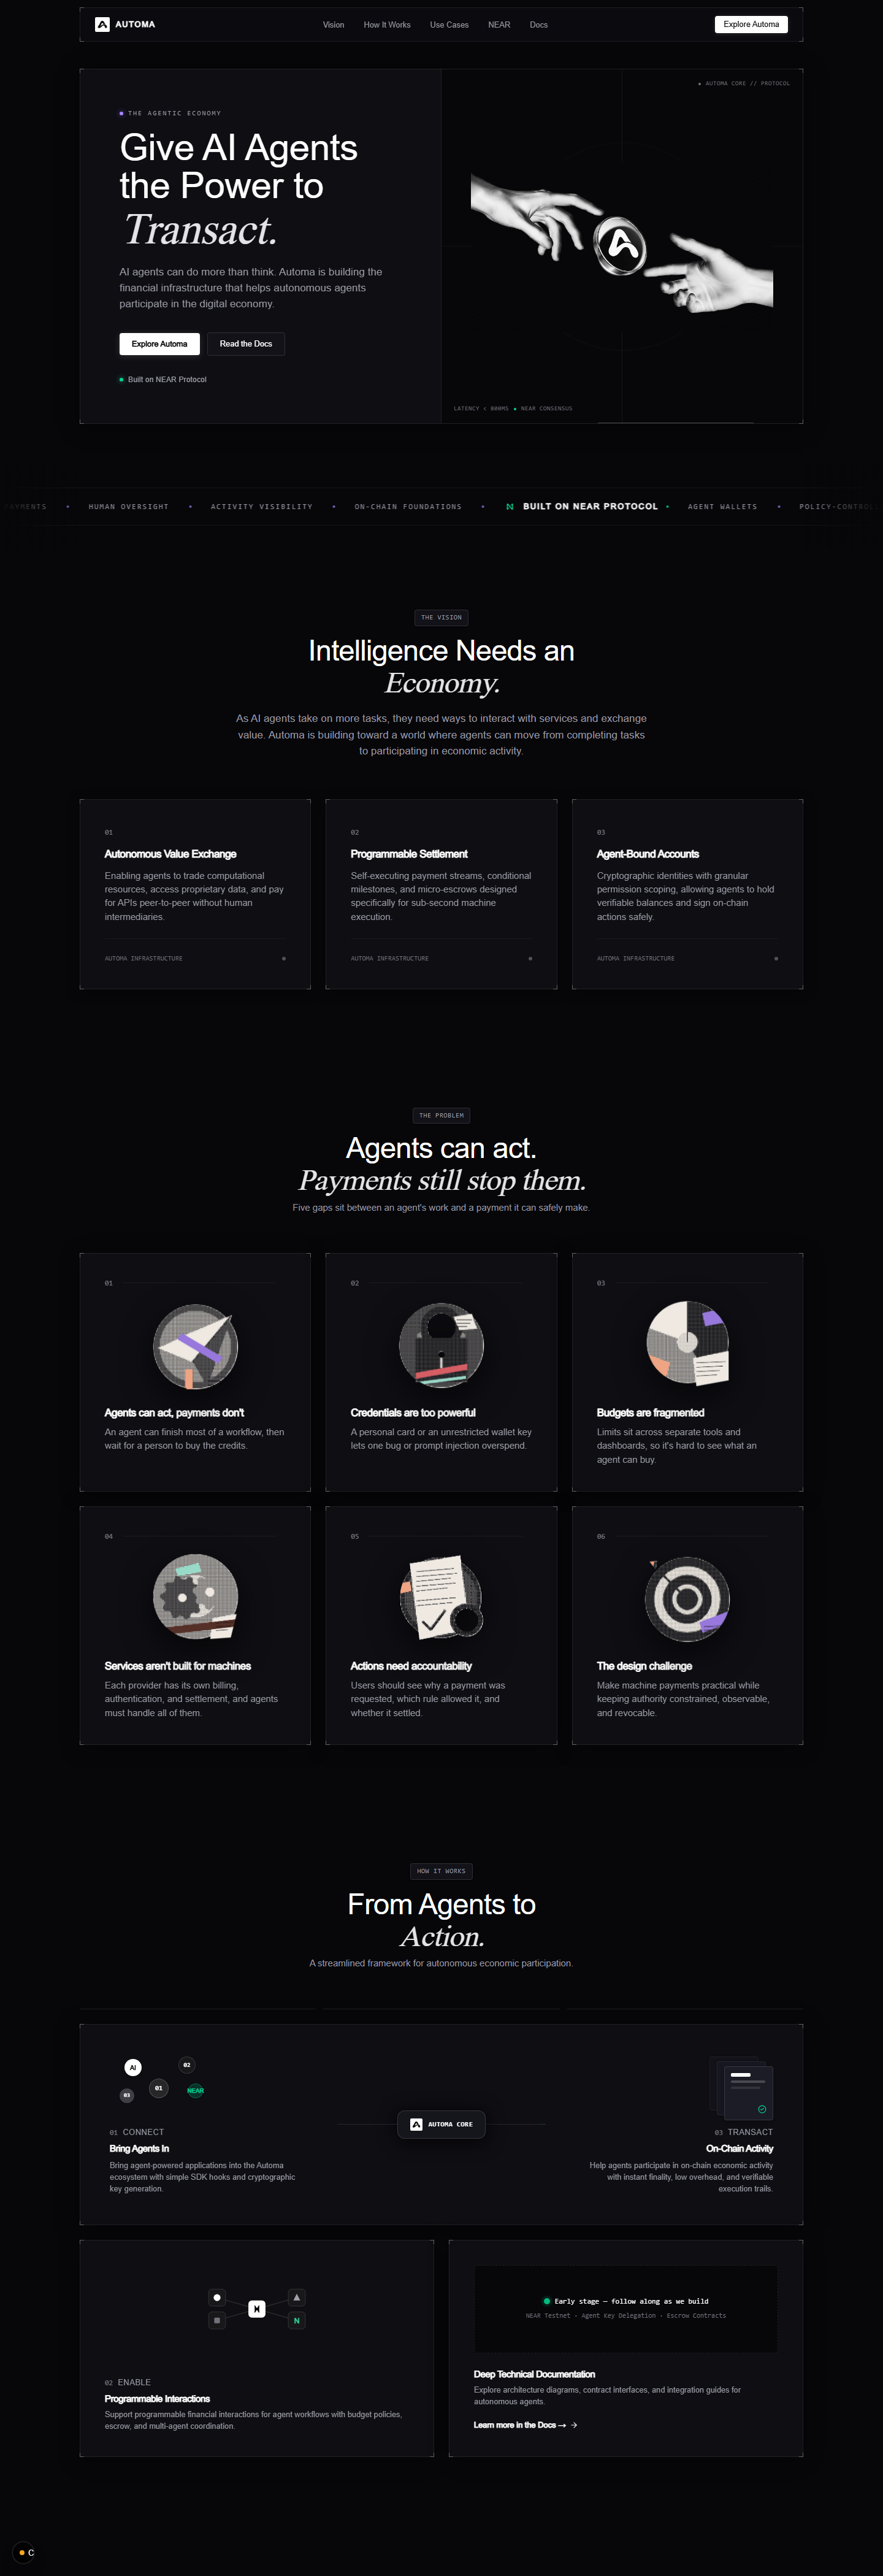 AUTOMA
Vision
How It Works
Use Cases
NEAR
Docs
Explore Automa
THE AGENTIC ECONOMY
Give AI Agents
the Power to
Transact.
AI agents can do more than think. Automa is building the
financial infrastructure that helps autonomous agents
participate in the digital economy.
Explore Automa
Read the Docs
Built on NEAR Protocol
AUTOMA CORE // PROTOCOL
LATENCY < 800MS
NEAR CONSENSUS
PAYMENTS
HUMAN OVERSIGHT
ACTIVITY VISIBILITY
ON-CHAIN FOUNDATIONS
BUILT ON NEAR PROTOCOL
AGENT WALLETS
POLICY-CONTROL
THE VISION
Intelligence Needs an
Economy.
As AI agents take on more tasks, they need ways to interact with services and exchange
value. Automa is building toward a world where agents can move from completing tasks
to participating in economic activity.
01
Autonomous Value Exchange
Enabling agents to trade computational
resources, access proprietary data, and pay
for APIs peer-to-peer without human
intermediaries.
AUTOMA INFRASTRUCTURE
02
Programmable Settlement
Self-executing payment streams, conditional
milestones, and micro-escrows designed
specifically for sub-second machine
execution.
AUTOMA INFRASTRUCTURE
03
Agent-Bound Accounts
Cryptographic identities with granular
permission scoping, allowing agents to hold
verifiable balances and sign on-chain
actions safely.
AUTOMA INFRASTRUCTURE
THE PROBLEM
Agents can act.
Payments still stop them.
Five gaps sit between an agent's work and a payment it can safely make.
01
Agents can act, payments don't
An agent can finish most of a workflow, then
wait for a person to buy the credits.
02
Credentials are too powerful
A personal card or an unrestricted wallet key
lets one bug or prompt injection overspend.
03
Budgets are fragmented
Limits sit across separate tools and
dashboards, so it's hard to see what an
agent can buy.
04
Services aren't built for machines
Each provider has its own billing,
authentication, and settlement, and agents
must handle all of them.
05
Actions need accountability
Users should see why a payment was
requested, which rule allowed it, and
whether it settled.
06
The design challenge
Make machine payments practical while
keeping authority constrained, observable,
and revocable.
HOW IT WORKS
From Agents to
Action.
A streamlined framework for autonomous economic participation.
AI
02
01
03
NEAR
01 CONNECT
Bring Agents In
Bring agent-powered applications into the Automa
ecosystem with simple SDK hooks and cryptographic
key generation.
AUTOMA CORE
03 TRANSACT
On-Chain Activity
Help agents participate in on-chain economic activity
with instant finality, low overhead, and verifiable
execution trails.
N
02 ENABLE
Programmable Interactions
Support programmable financial interactions for agent workflows with budget policies,
escrow, and multi-agent coordination.
Early stage — follow along as we build
NEAR Testnet · Agent Key Delegation · Escrow Contracts
Deep Technical Documentation
Explore architecture diagrams, contract interfaces, and integration guides for
autonomous agents.
Learn more in the Docs ⟶ →
C